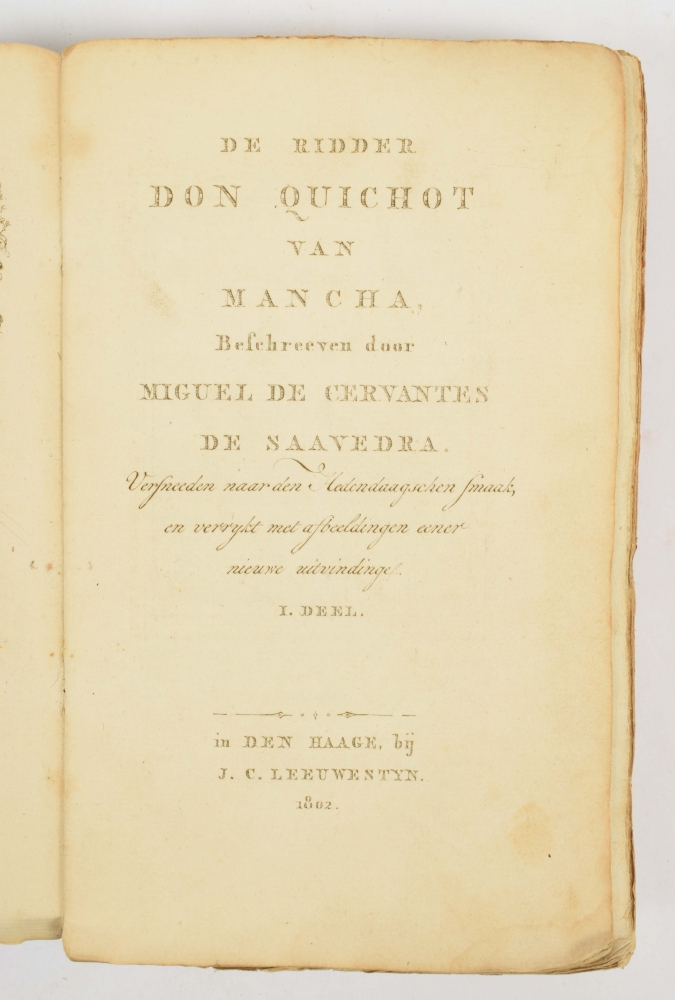 DE RIDDER
DON QUICHOT
VAN
MANCHA,
Beſchreeven door
MIGUEL DE CERVANTES
DE SAAVEDRA.
Verſneeden naar den Hedendaagschen ſmaak,
en verrykt met afbeeldingen eener
nieuwe uitvindinge.
I. DEEL.
in DEN HAAGE, bij
J. C. LEEUWESTYN.
1802.